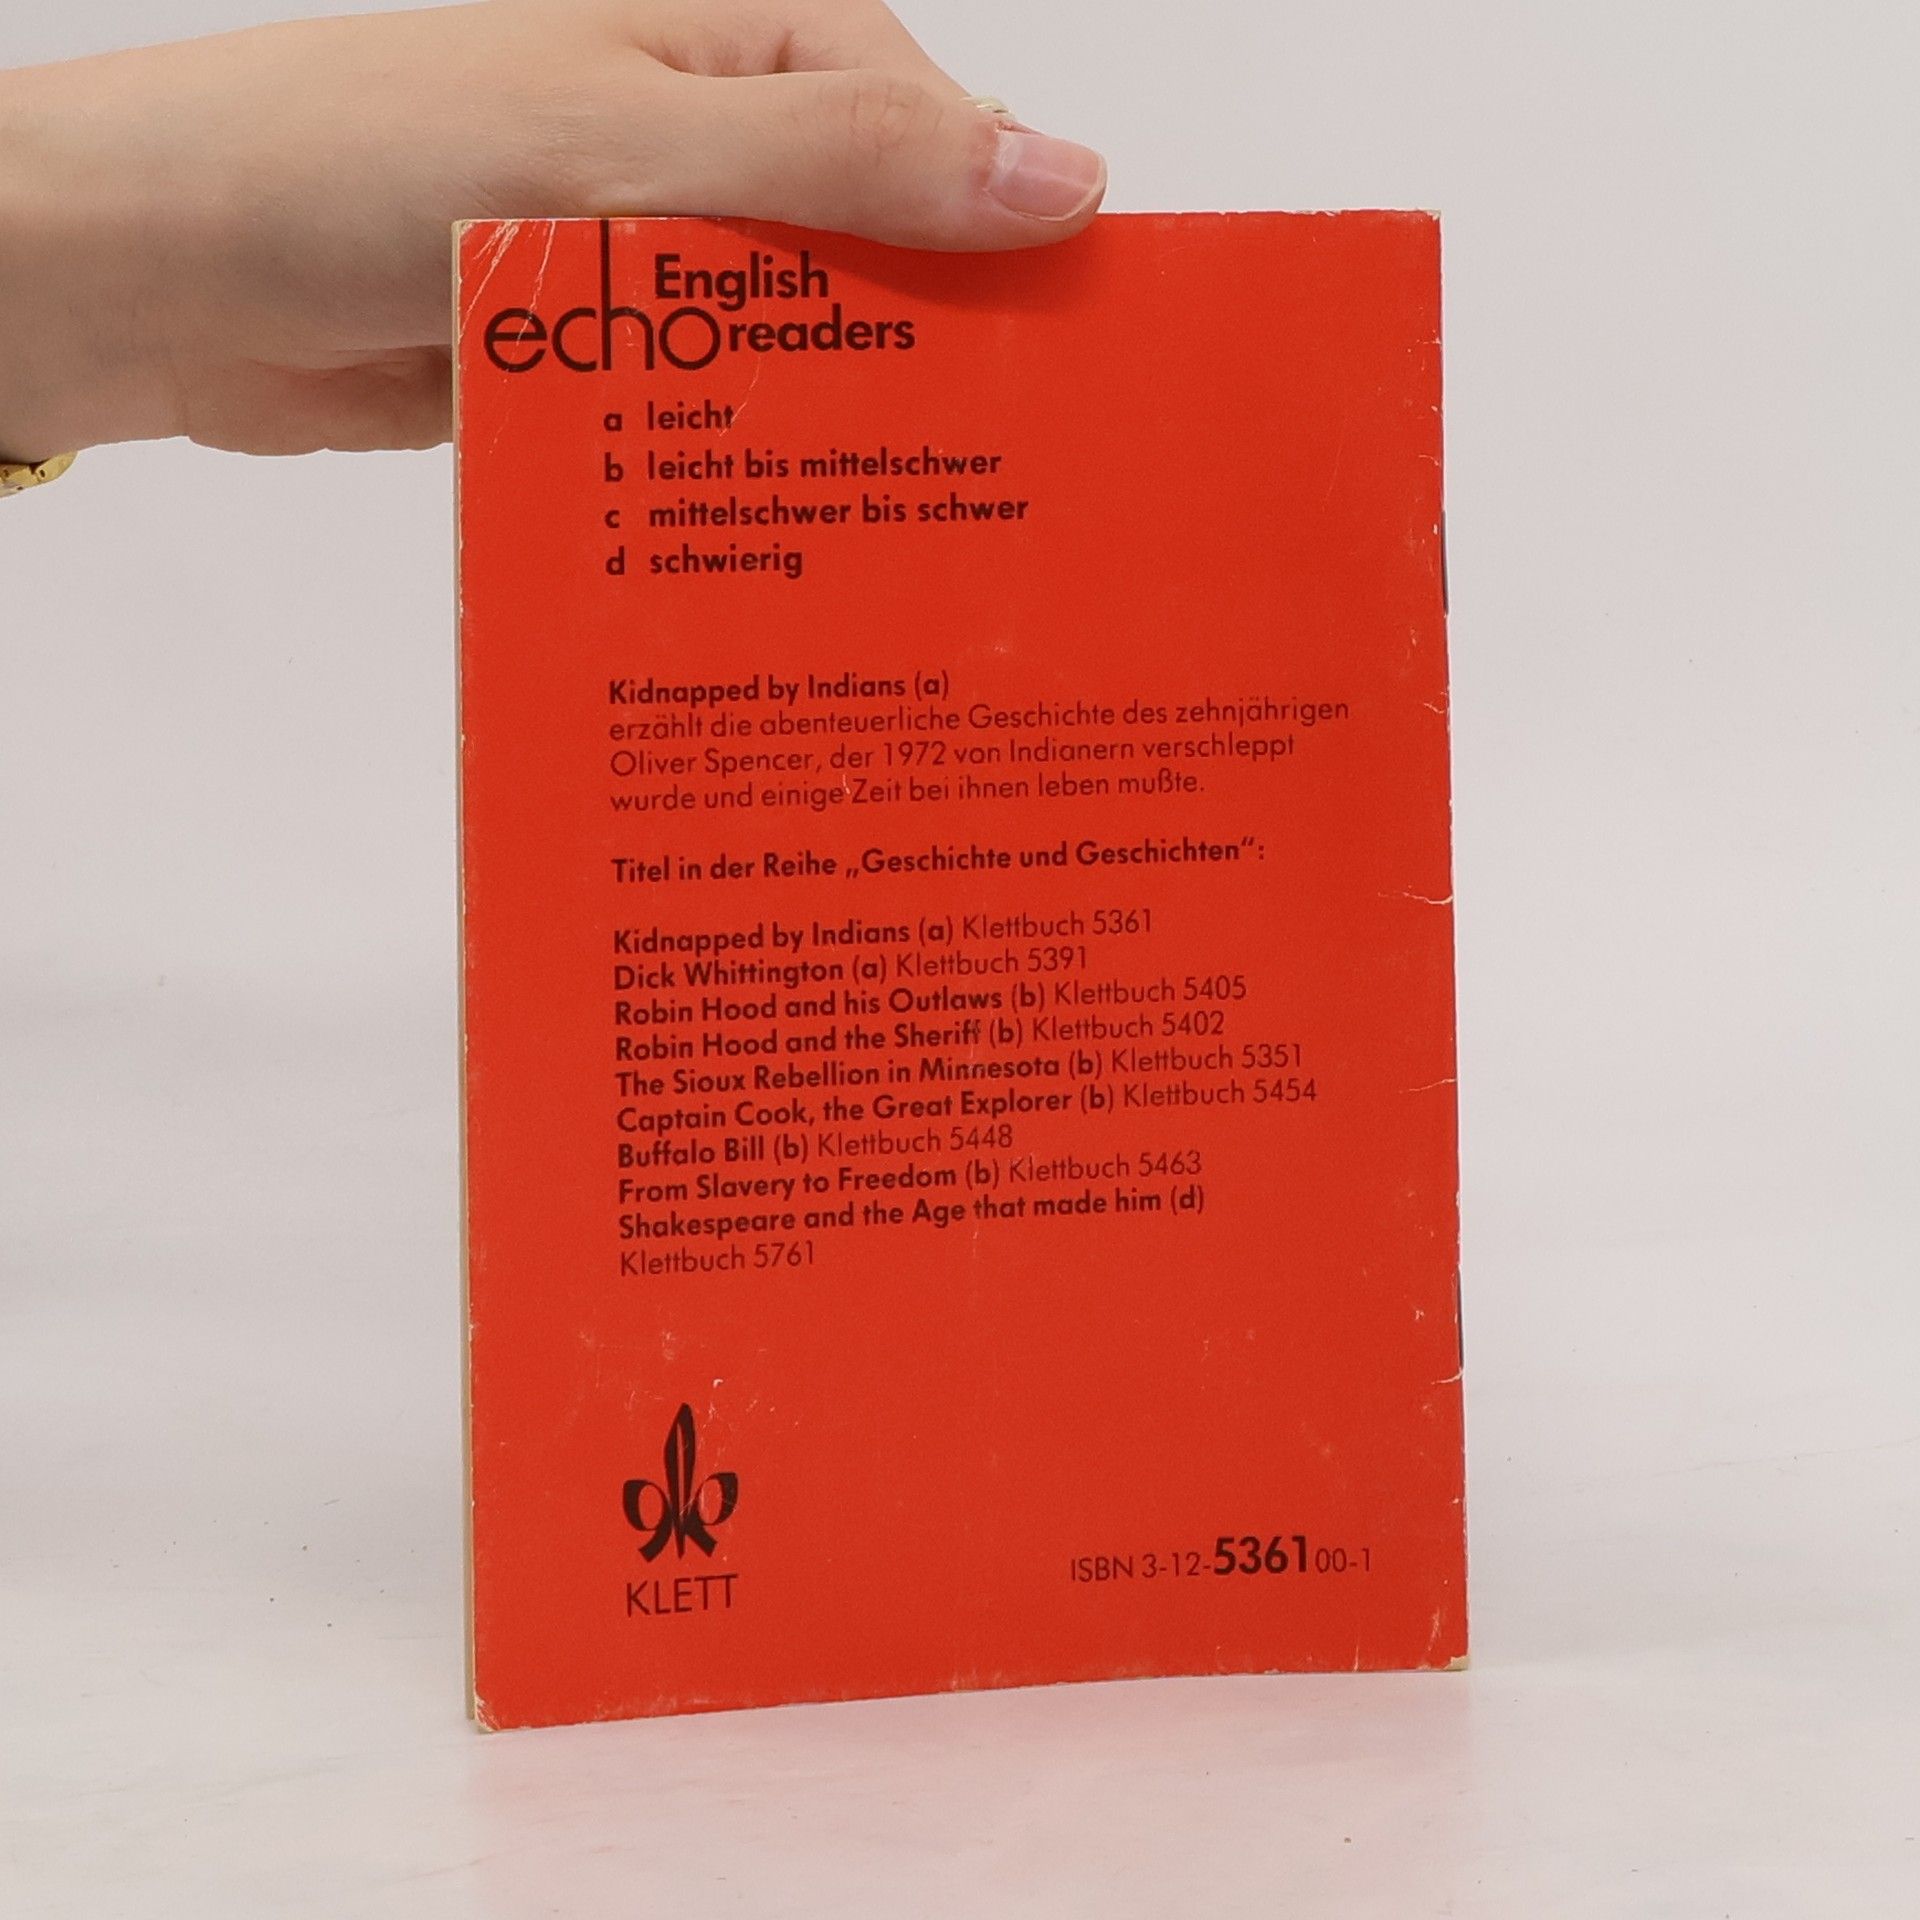 English
echo readers
a leicht
b leicht bis mittelschwer
c mittelschwer bis schwer
d schwierig
Kidnapped by Indians (a)
erzählt die abenteuerliche Geschichte des zehnjährigen
Oliver Spencer, der 1972 von Indianern verschleppt
wurde und einige Zeit bei ihnen leben mußte.
Titel in der Reihe „Geschichte und Geschichten“:
Kidnapped by Indians (a) Klettbuch 5361
Dick Whittington (a) Klettbuch 5391
Robin Hood and his Outlaws (b) Klettbuch 5405
Robin Hood and the Sheriff (b) Klettbuch 5402
The Sioux Rebellion in Minnesota (b) Klettbuch 5351
Captain Cook, the Great Explorer (b) Klettbuch 5454
Buffalo Bill (b) Klettbuch 5448
From Slavery to Freedom (b) Klettbuch 5463
Shakespeare and the Age that made him (d)
Klettbuch 5761
KLETT
ISBN 3-12-536100-1